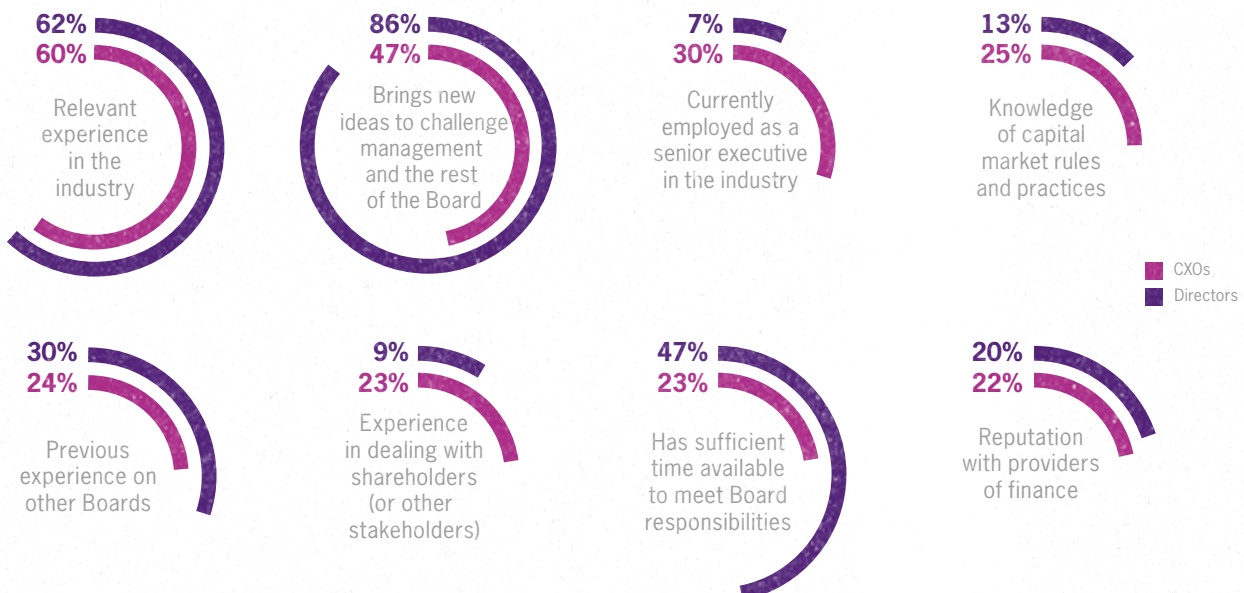 62%
60%
Relevant
experience
in the
industry
86%
47%
Brings new
ideas to challenge
management
and the rest
of the Board
7%
30%
Currently
employed as a
senior executive
in the industry
13%
25%
Knowledge
of capital
market rules
and practices
CXOs
Directors
30%
24%
Previous
experience on
other Boards
9%
23%
Experience
in dealing with
shareholders
(or other
stakeholders)
47%
23%
Has sufficient
time available
to meet Board
responsibilities
20%
22%
Reputation
with providers
of finance